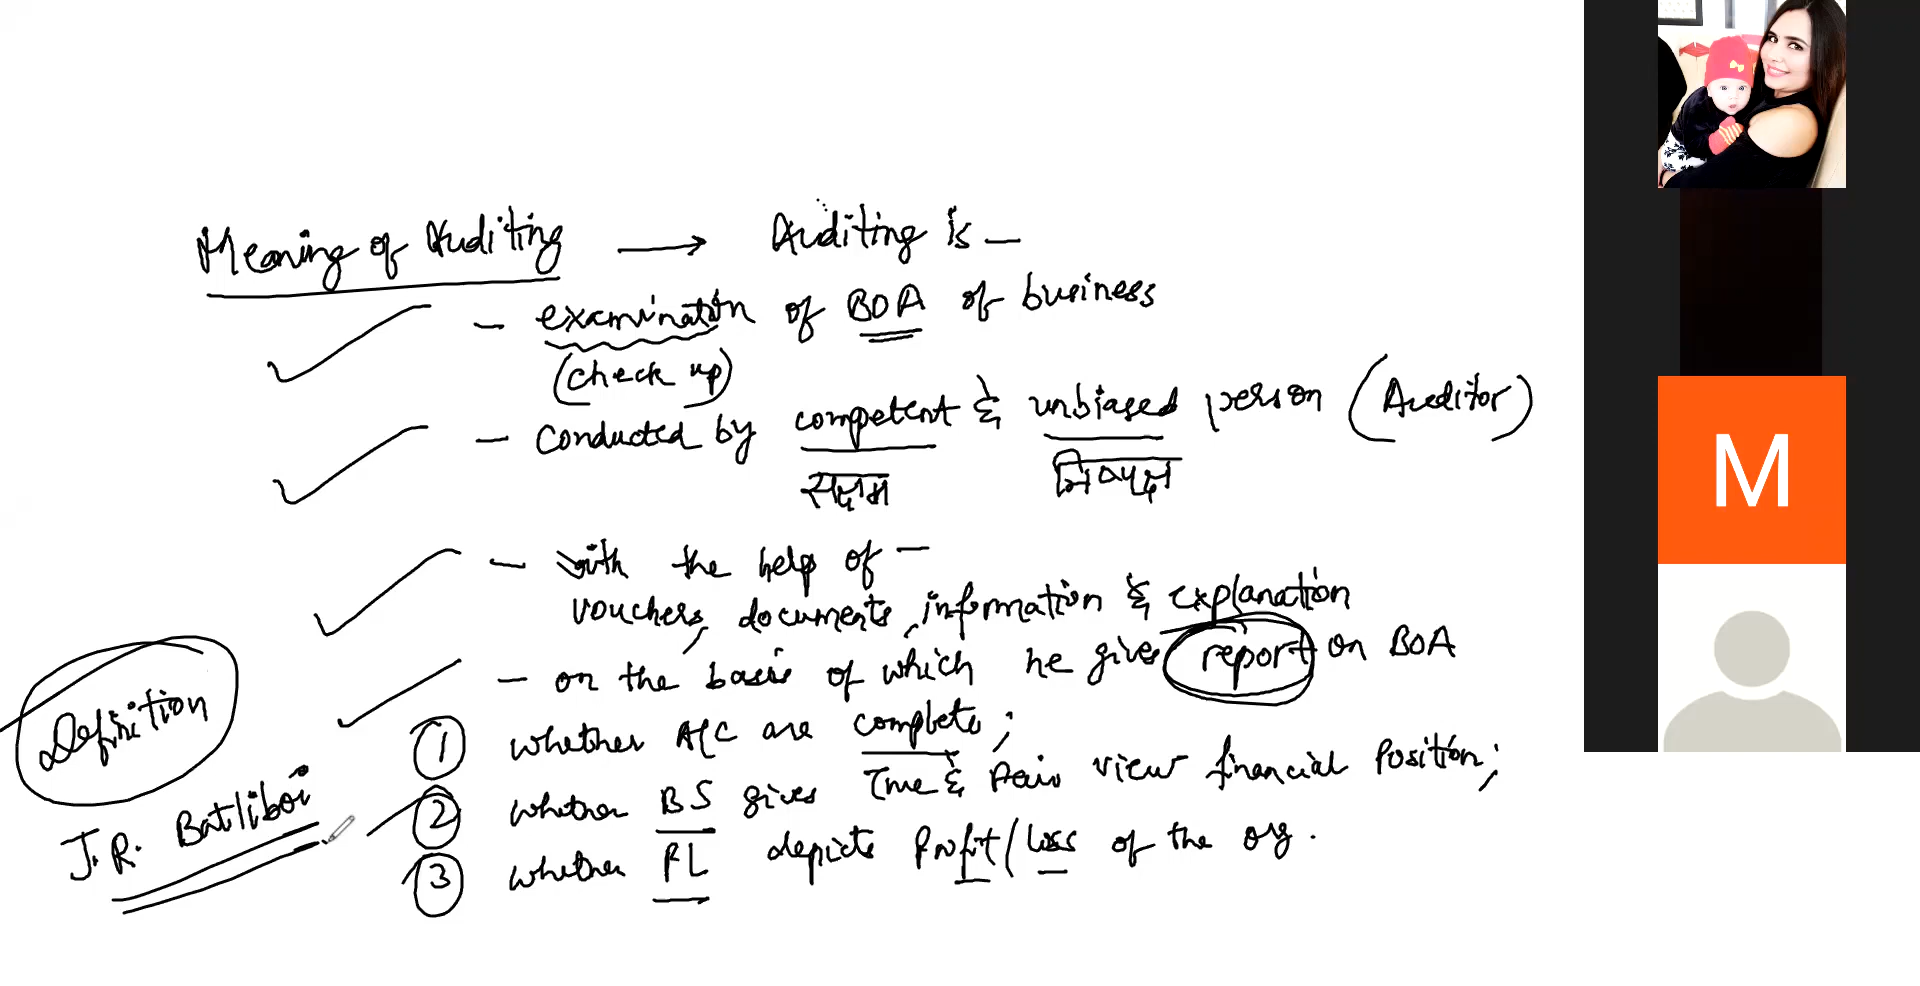 Meaning of Auditing → Auditing is —
– examination of BOA of business
(check up)
– conducted by competent & unbiased person (Auditor)
सक्षम निष्पक्ष
– with the help of –
vouchers, documents, information & explanation
– on the basis of which he gives report on BOA
① whether A/C are complete;
② whether BS gives True & Fair view financial Position;
③ whether PL depicts Profit/loss of the org.
Definition
J.R. Batliboi
M